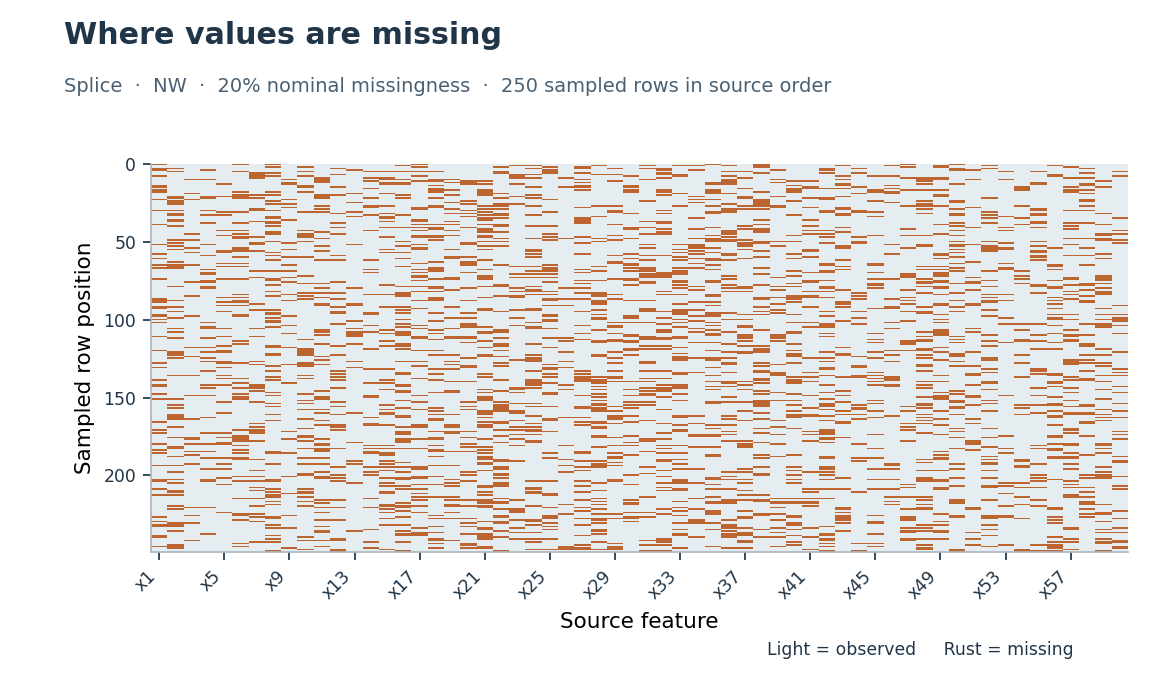 Where values are missing
Splice · NW · 20% nominal missingness · 250 sampled rows in source order
0
50
100
150
200
Sampled row position
x1 x5 x9 x13 x17 x21 x25 x29 x33 x37 x41 x45 x49 x53 x57
Source feature
Light = observed Rust = missing